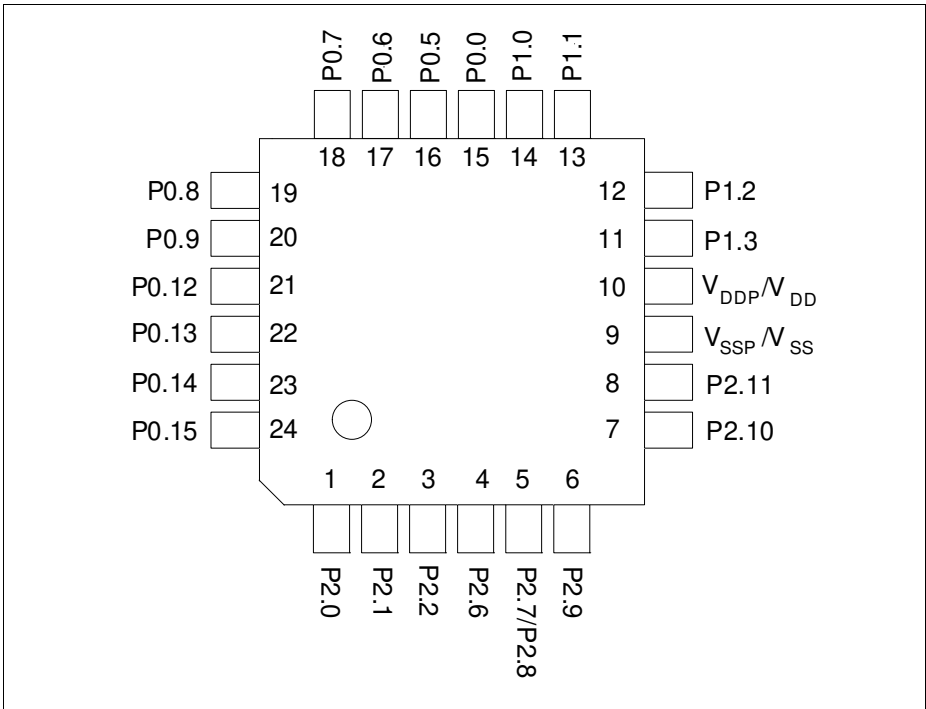 P0.7 P0.6 P0.5 P0.0 P1.0 P1.1
18 17 16 15 14 13
P0.8 19 12 P1.2
P0.9 20 11 P1.3
P0.12 21 10 VDDP/VDD
P0.13 22 9 VSSP/VSS
P0.14 23 8 P2.11
P0.15 24 7 P2.10
1 2 3 4 5 6
P2.0 P2.1 P2.2 P2.6 P2.7/P2.8 P2.9